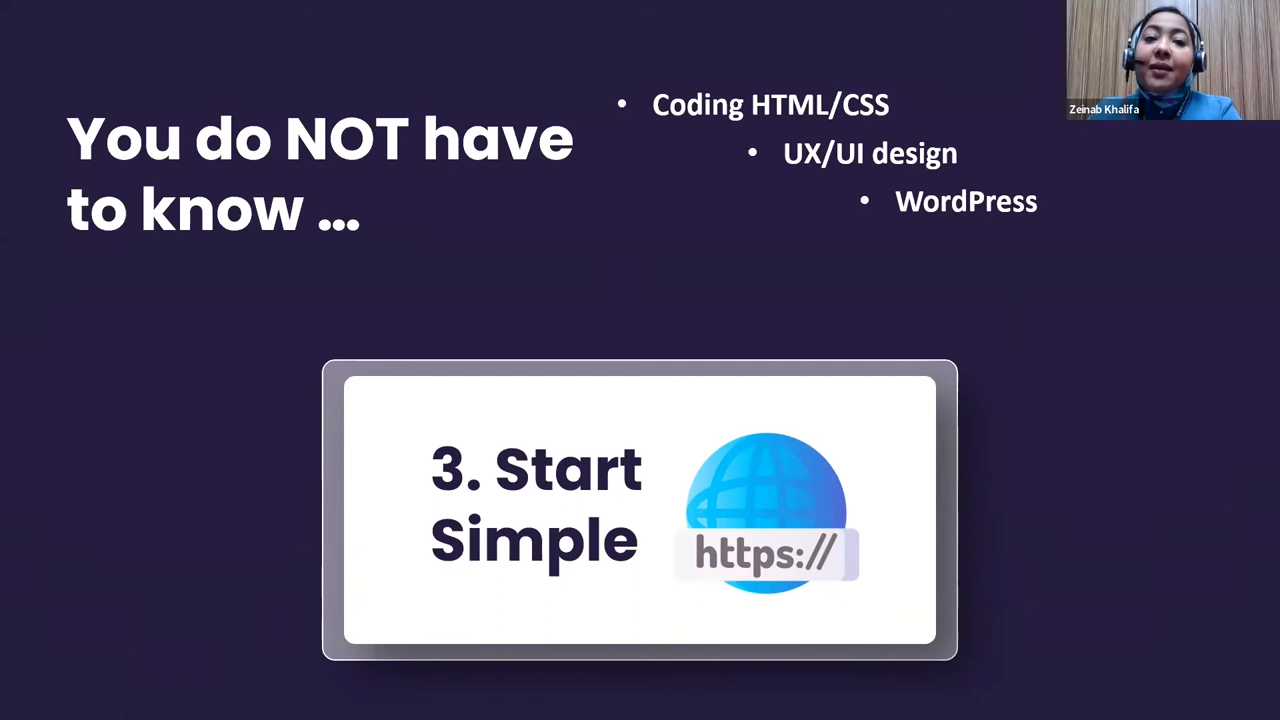 You do NOT have
to know ...
• Coding HTML/CSS
• UX/UI design
• WordPress
Zeinab Khalifa
3. Start
Simple
https://